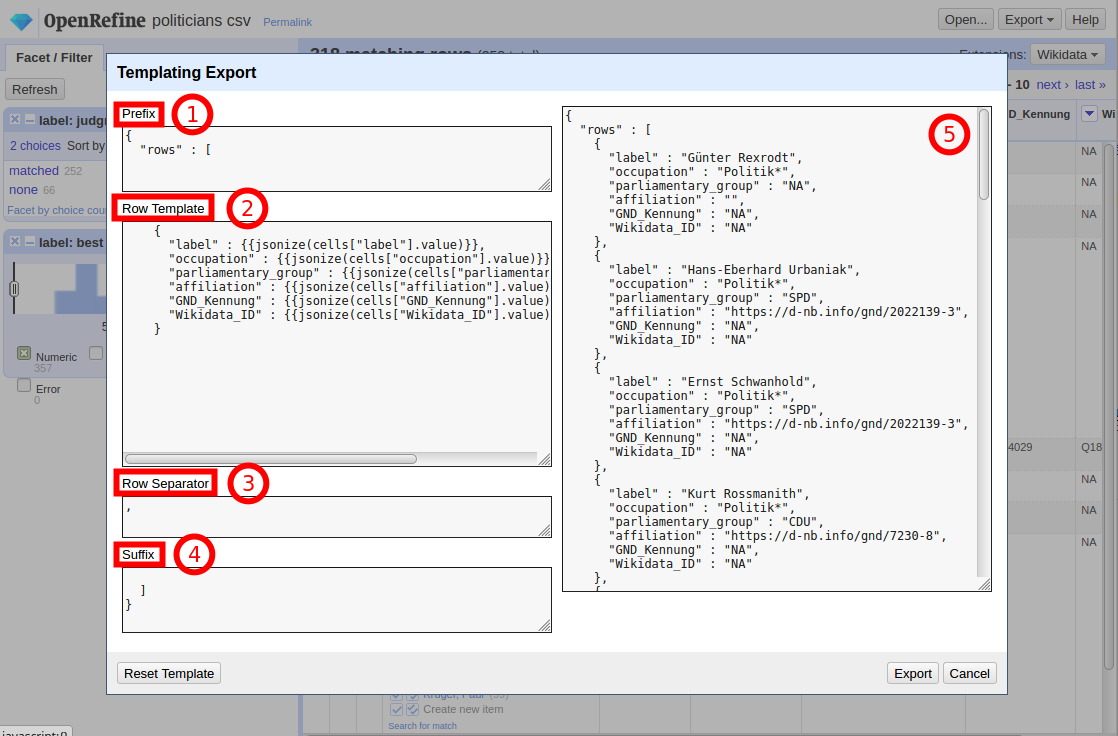 OpenRefine politicians csv Permalink
Open... Export Help
Facet / Filter
Extensions: Wikidata
Refresh
- 10 next › last »
label: judgm
2 choices Sort by
matched 252
none 66
Facet by choice cou
label: best
Numeric
357
Error
0
D_Kennung
Wi
NA
NA
NA
NA
4029 Q18
NA
NA
NA
Templating Export
Prefix 1
{
"rows" : [
Row Template 2
{
"label" : {{jsonize(cells["label"].value)}},
"occupation" : {{jsonize(cells["occupation"].value)}}
"parliamentary_group" : {{jsonize(cells["parliamentar
"affiliation" : {{jsonize(cells["affiliation"].value)
"GND_Kennung" : {{jsonize(cells["GND_Kennung"].value)
"Wikidata_ID" : {{jsonize(cells["Wikidata_ID"].value)
}
Row Separator 3
,
Suffix 4
]
}
5
{
"rows" : [
{
"label" : "Günter Rexrodt",
"occupation" : "Politik*",
"parliamentary_group" : "NA",
"affiliation" : "",
"GND_Kennung" : "NA",
"Wikidata_ID" : "NA"
},
{
"label" : "Hans-Eberhard Urbaniak",
"occupation" : "Politik*",
"parliamentary_group" : "SPD",
"affiliation" : "https://d-nb.info/gnd/2022139-3",
"GND_Kennung" : "NA",
"Wikidata_ID" : "NA"
},
{
"label" : "Ernst Schwanhold",
"occupation" : "Politik*",
"parliamentary_group" : "SPD",
"affiliation" : "https://d-nb.info/gnd/2022139-3",
"GND_Kennung" : "NA",
"Wikidata_ID" : "NA"
},
{
"label" : "Kurt Rossmanith",
"occupation" : "Politik*",
"parliamentary_group" : "CDU",
"affiliation" : "https://d-nb.info/gnd/7230-8",
"GND_Kennung" : "NA",
"Wikidata_ID" : "NA"
},
{
Reset Template Export Cancel
Create new item
Search for match